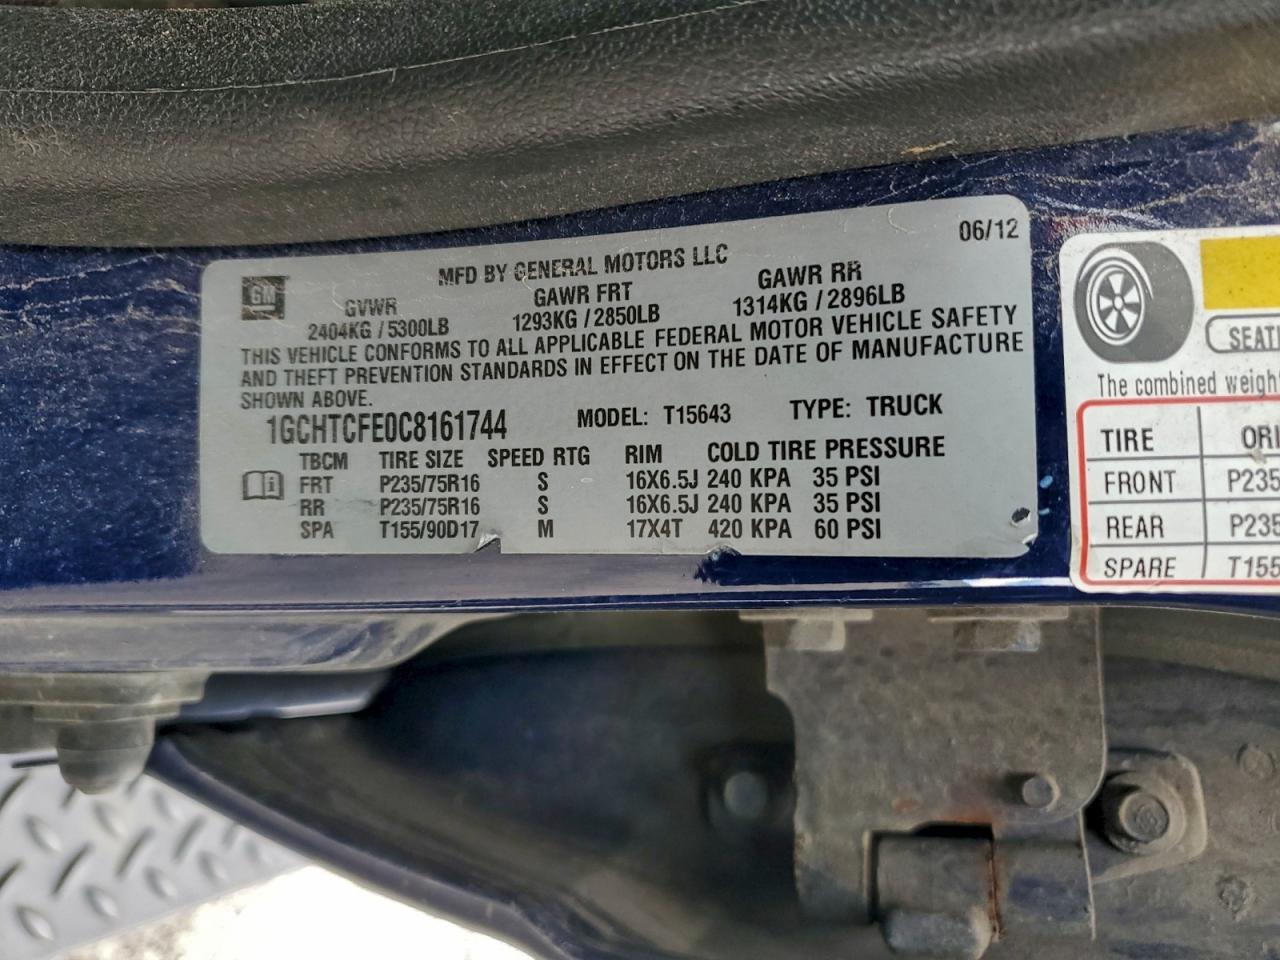 06/12
GM
MFD BY GENERAL MOTORS LLC
GVWR GAWR FRT GAWR RR
2404KG / 5300LB 1293KG / 2850LB 1314KG / 2896LB
THIS VEHICLE CONFORMS TO ALL APPLICABLE FEDERAL MOTOR VEHICLE SAFETY
AND THEFT PREVENTION STANDARDS IN EFFECT ON THE DATE OF MANUFACTURE
SHOWN ABOVE.
1GCHTCFE0C8161744 MODEL: T15643 TYPE: TRUCK
TBCM TIRE SIZE SPEED RTG RIM COLD TIRE PRESSURE
FRT P235/75R16 S 16X6.5J 240 KPA 35 PSI
RR P235/75R16 S 16X6.5J 240 KPA 35 PSI
SPA T155/90D17 M 17X4T 420 KPA 60 PSI
SEATI
The combined weigh
TIRE ORI
FRONT P235
REAR P235
SPARE T155